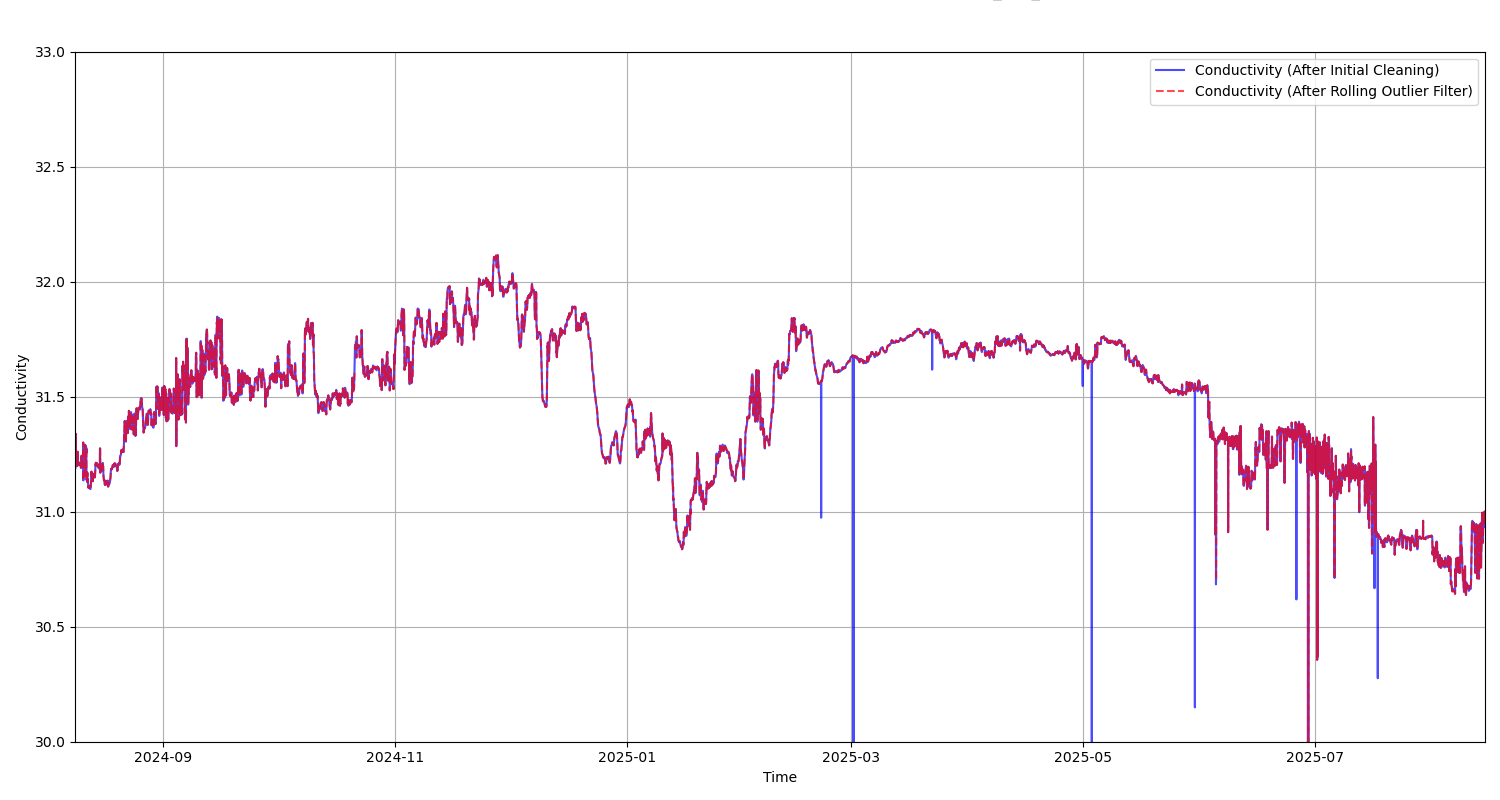 33.0
32.5
32.0
31.5
31.0
30.5
30.0
Conductivity
Conductivity (After Initial Cleaning)
Conductivity (After Rolling Outlier Filter)
2024-09 2024-11 2025-01 2025-03 2025-05 2025-07
Time